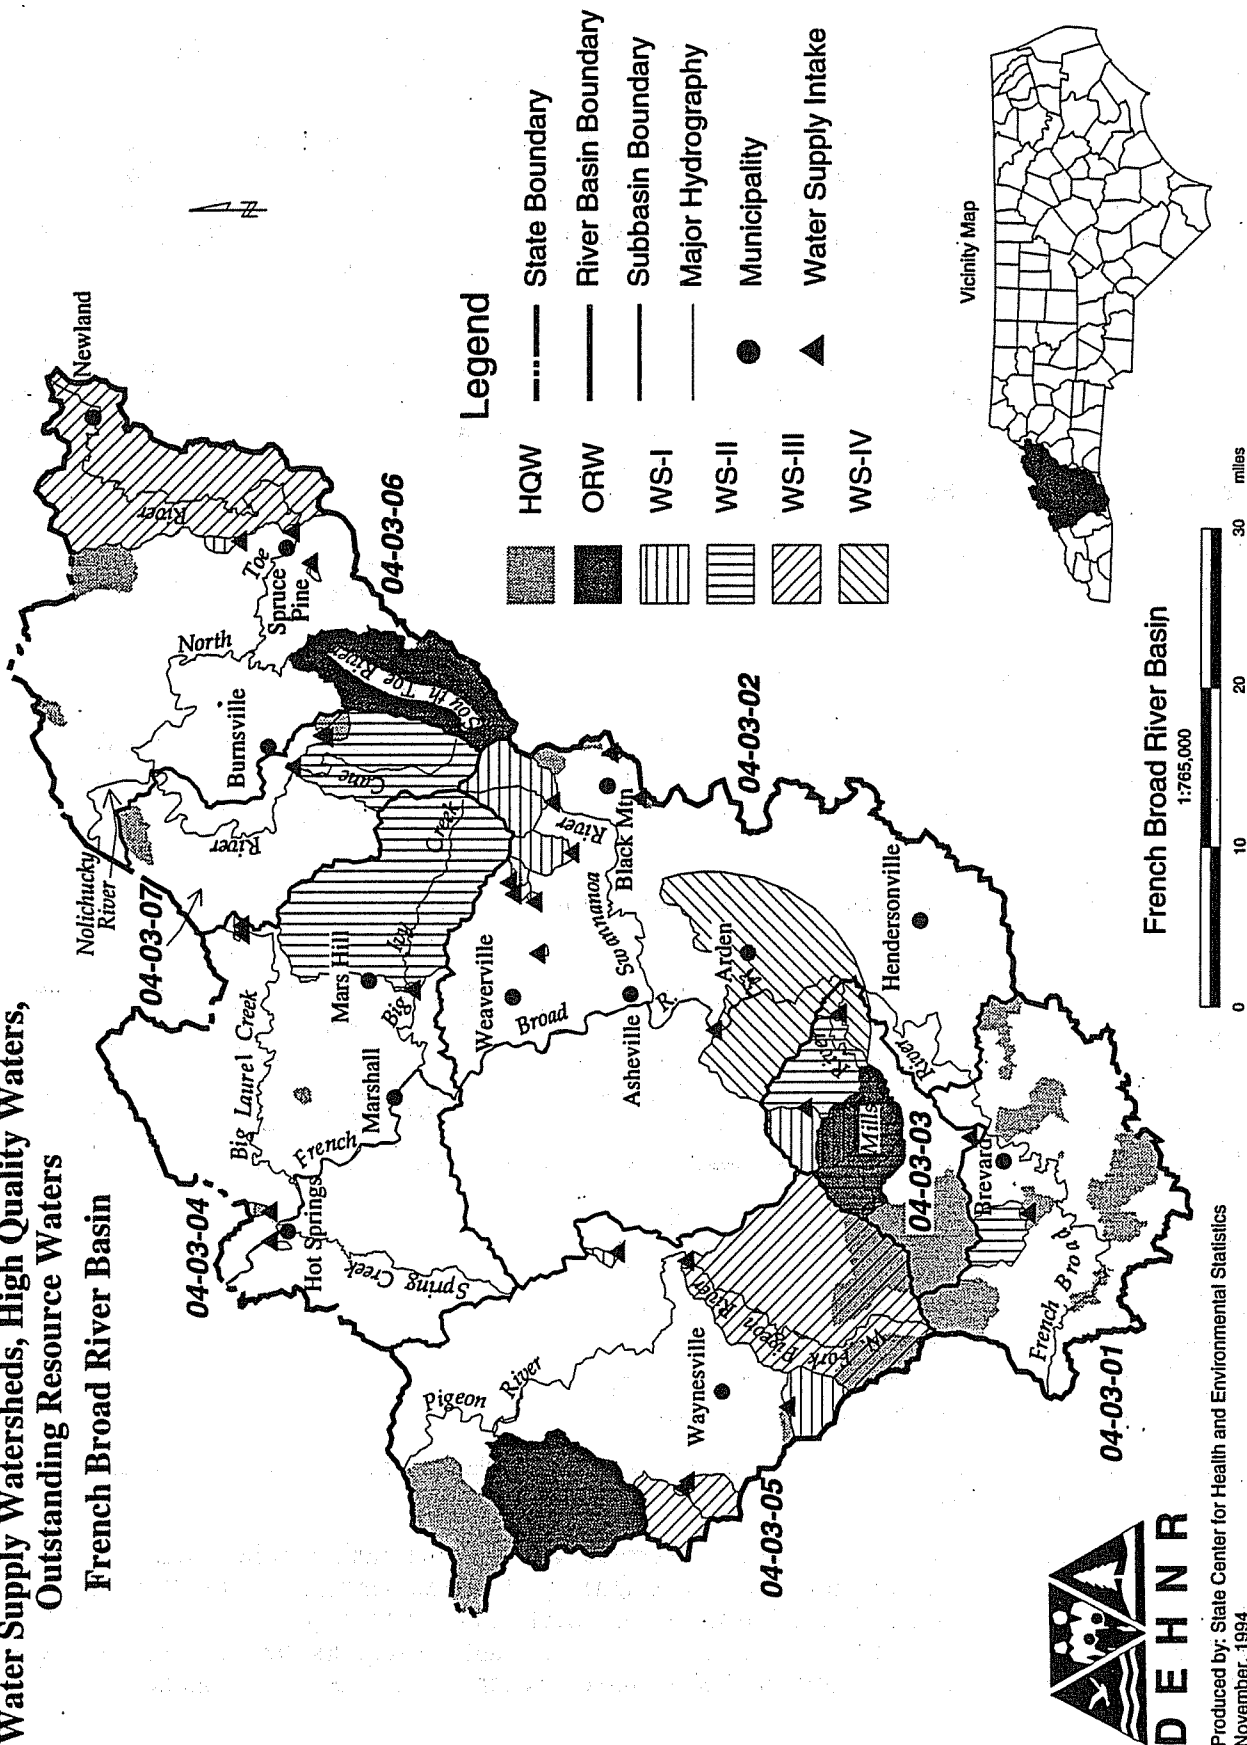 Water Supply Watersheds, High Quality Waters,
Outstanding Resource Waters
French Broad River Basin
Newland
River
Toe
Spruce
Pine
04-03-06
North
Burnsville
South Toe River
Cane
River
Nolichucky
River
04-03-07
Creek
Ivy
Big
Mars Hill
Big Laurel Creek
Marshall
French
04-03-04
Hot Springs
Spring Creek
Weaverville
Broad
R.
Asheville
Swannanoa
River
Black Mtn
04-03-02
Arden
Hendersonville
River
River
Mills
04-03-03
Brevard
French Broad
04-03-01
Pigeon River
Waynesville
W. Fork Pigeon River
04-03-05
Legend
HQW
ORW
WS-I
WS-II
WS-III
WS-IV
State Boundary
River Basin Boundary
Subbasin Boundary
Major Hydrography
Municipality
Water Supply Intake
Vicinity Map
N
French Broad River Basin
1:765,000
0 10 20 30 miles
DEHNR
Produced by: State Center for Health and Environmental Statistics
November, 1994